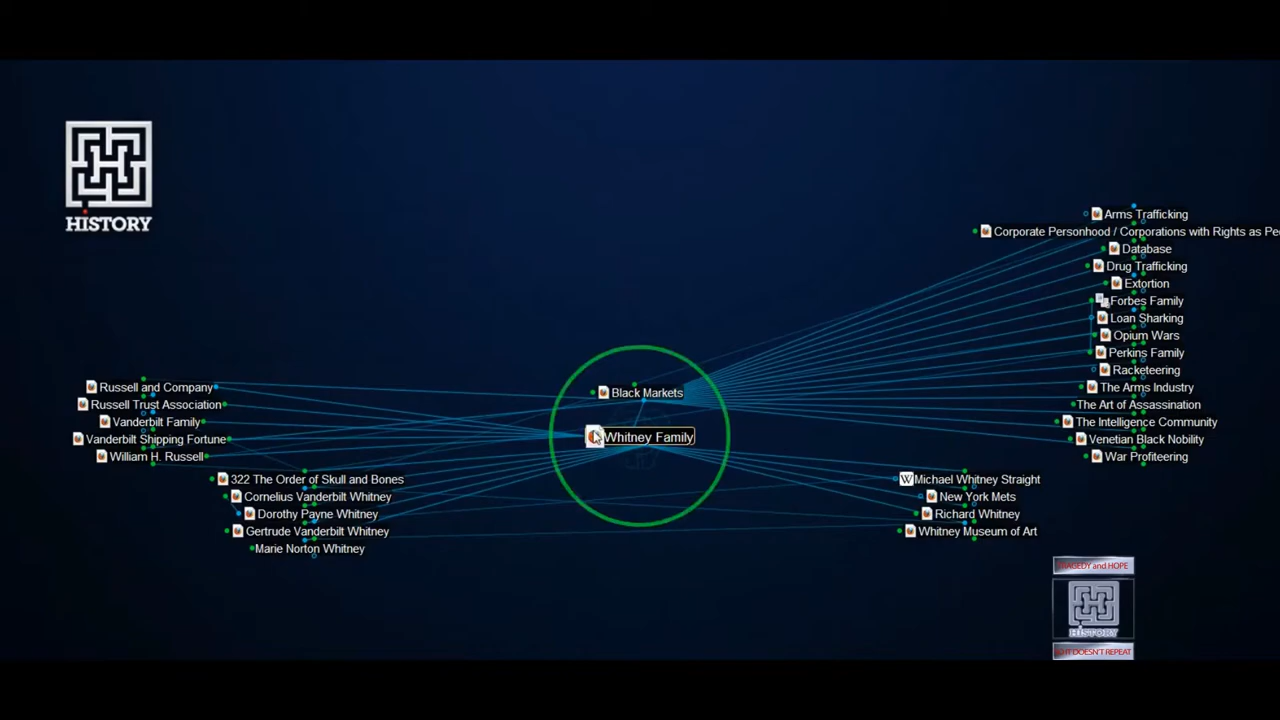 HISTORY
Arms Trafficking
Corporate Personhood / Corporations with Rights as Pe
Database
Drug Trafficking
Extortion
Forbes Family
Loan Sharking
Opium Wars
Perkins Family
Racketeering
The Arms Industry
The Art of Assassination
The Intelligence Community
Venetian Black Nobility
War Profiteering
Black Markets
Whitney Family
Russell and Company
Russell Trust Association
Vanderbilt Family
Vanderbilt Shipping Fortune
William H. Russell
322 The Order of Skull and Bones
Cornelius Vanderbilt Whitney
Dorothy Payne Whitney
Gertrude Vanderbilt Whitney
Marie Norton Whitney
W Michael Whitney Straight
New York Mets
Richard Whitney
Whitney Museum of Art
TRAGEDY and HOPE
HISTORY
DOESN'T REPEAT